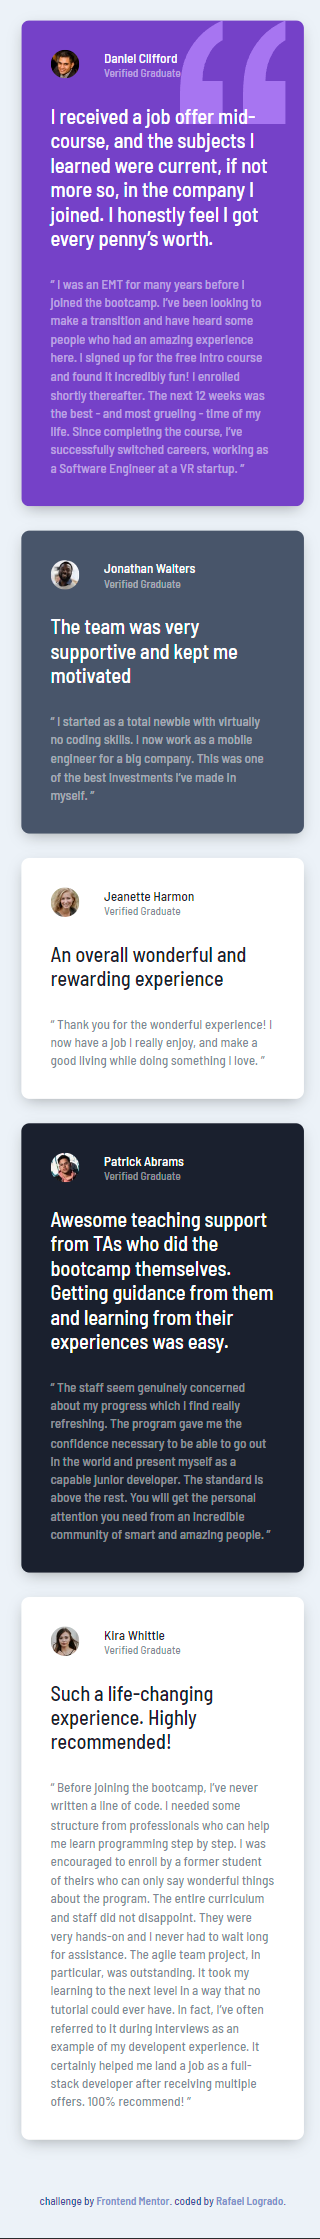 Daniel Clifford
Verified Graduate
“
I received a job offer mid-
course, and the subjects I
learned were current, if not
more so, in the company I
joined. I honestly feel I got
every penny’s worth.
“ I was an EMT for many years before I
joined the bootcamp. I’ve been looking to
make a transition and have heard some
people who had an amazing experience
here. I signed up for the free intro course
and found it incredibly fun! I enrolled
shortly thereafter. The next 12 weeks was
the best - and most grueling - time of my
life. Since completing the course, I’ve
successfully switched careers, working as
a Software Engineer at a VR startup. ”
Jonathan Walters
Verified Graduate
The team was very
supportive and kept me
motivated
“ I started as a total newbie with virtually
no coding skills. I now work as a mobile
engineer for a big company. This was one
of the best investments I’ve made in
myself. ”
Jeanette Harmon
Verified Graduate
An overall wonderful and
rewarding experience
“ Thank you for the wonderful experience! I
now have a job I really enjoy, and make a
good living while doing something I love. ”
Patrick Abrams
Verified Graduate
Awesome teaching support
from TAs who did the
bootcamp themselves.
Getting guidance from them
and learning from their
experiences was easy.
“ The staff seem genuinely concerned
about my progress which I find really
refreshing. The program gave me the
confidence necessary to be able to go out
in the world and present myself as a
capable junior developer. The standard is
above the rest. You will get the personal
attention you need from an incredible
community of smart and amazing people. ”
Kira Whittle
Verified Graduate
Such a life-changing
experience. Highly
recommended!
“ Before joining the bootcamp, I’ve never
written a line of code. I needed some
structure from professionals who can help
me learn programming step by step. I was
encouraged to enroll by a former student
of theirs who can only say wonderful things
about the program. The entire curriculum
and staff did not disappoint. They were
very hands-on and I never had to wait long
for assistance. The agile team project, in
particular, was outstanding. It took my
learning to the next level in a way that no
tutorial could ever have. In fact, I’ve often
referred to it during interviews as an
example of my developent experience. It
certainly helped me land a job as a full-
stack developer after receiving multiple
offers. 100% recommend! ”
challenge by Frontend Mentor. coded by Rafael Logrado.